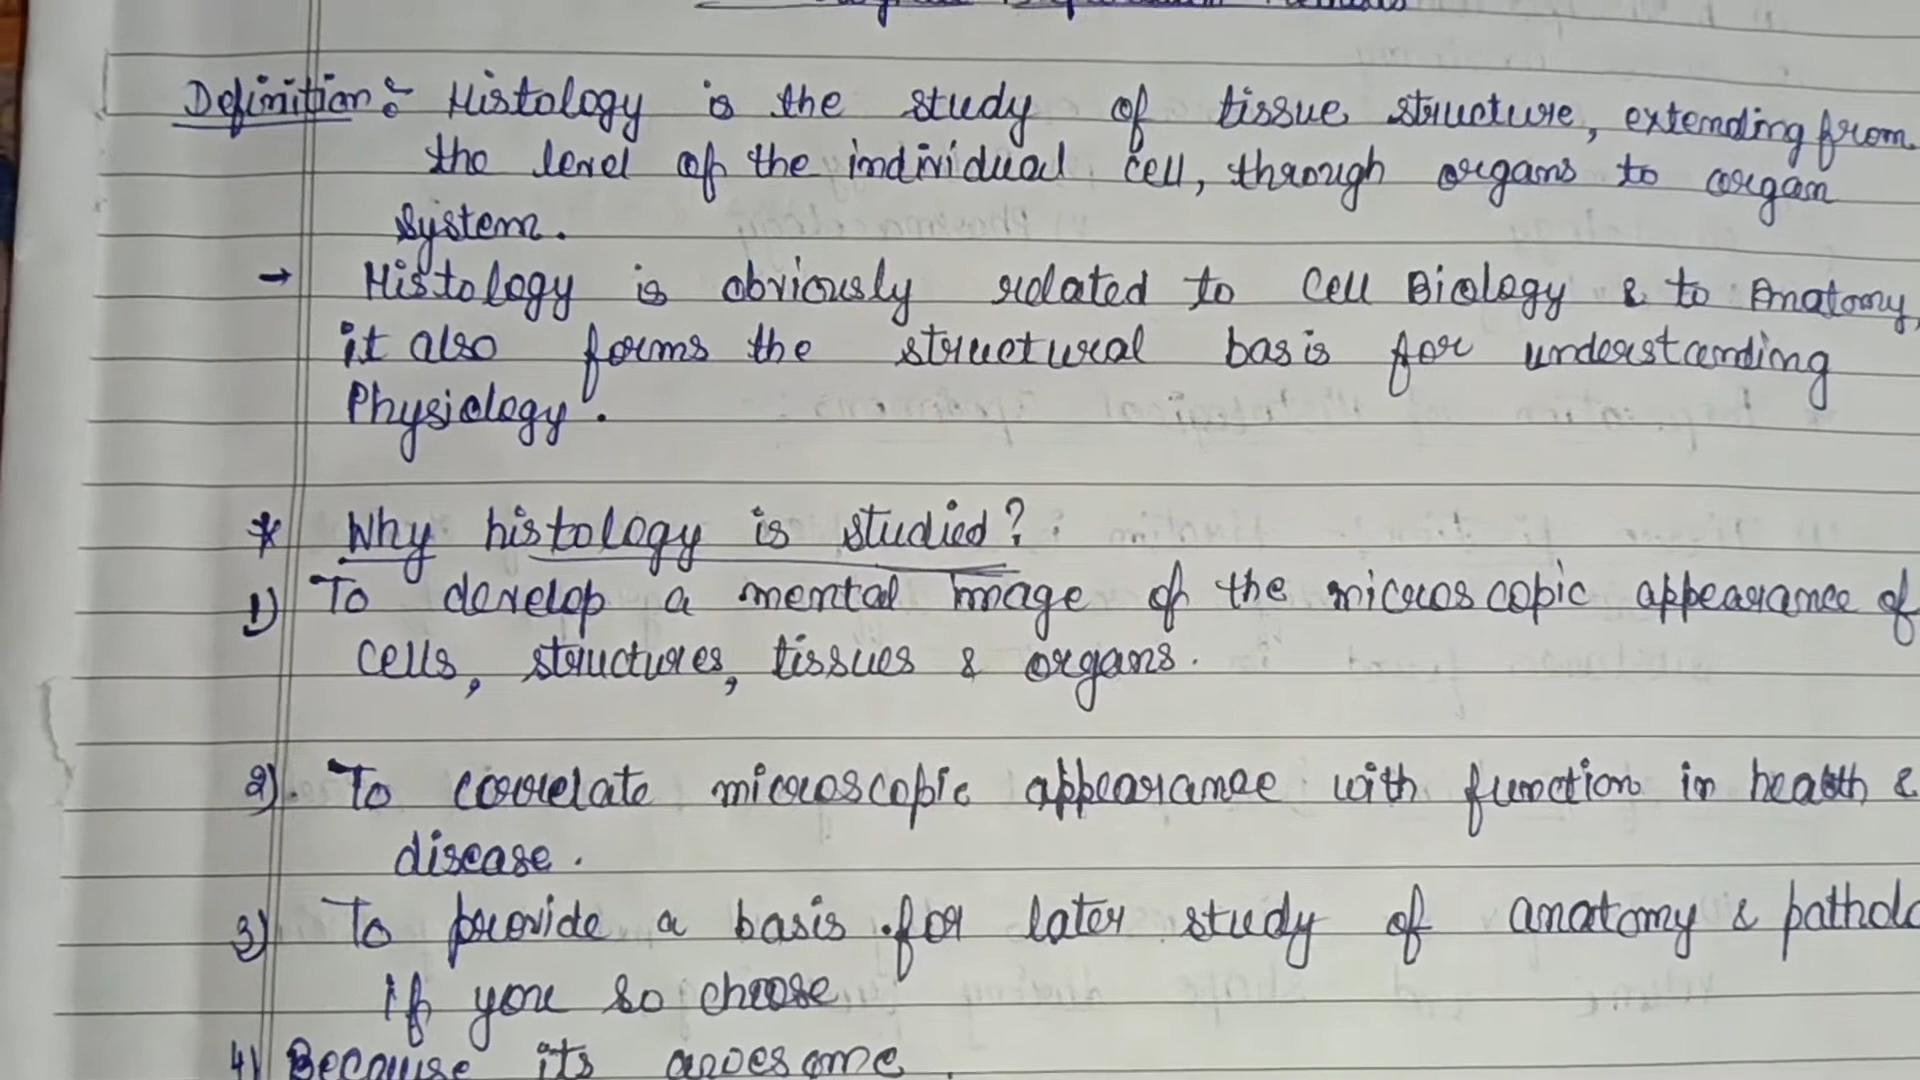 Definition:- Histology is the study of tissue structure, extending from
the level of the individual cell, through organs to organ
system.
→ Histology is obviously related to Cell Biology & to Anatomy,
it also forms the structural basis for understanding
Physiology.
* Why histology is studied?
1) To develop a mental image of the microscopic appearance of
cells, structures, tissues & organs.
2). To correlate microscopic appearance with function in health &
disease.
3) To provide a basis for later study of anatomy & patholo
if you so choose
4) Because its awesome.